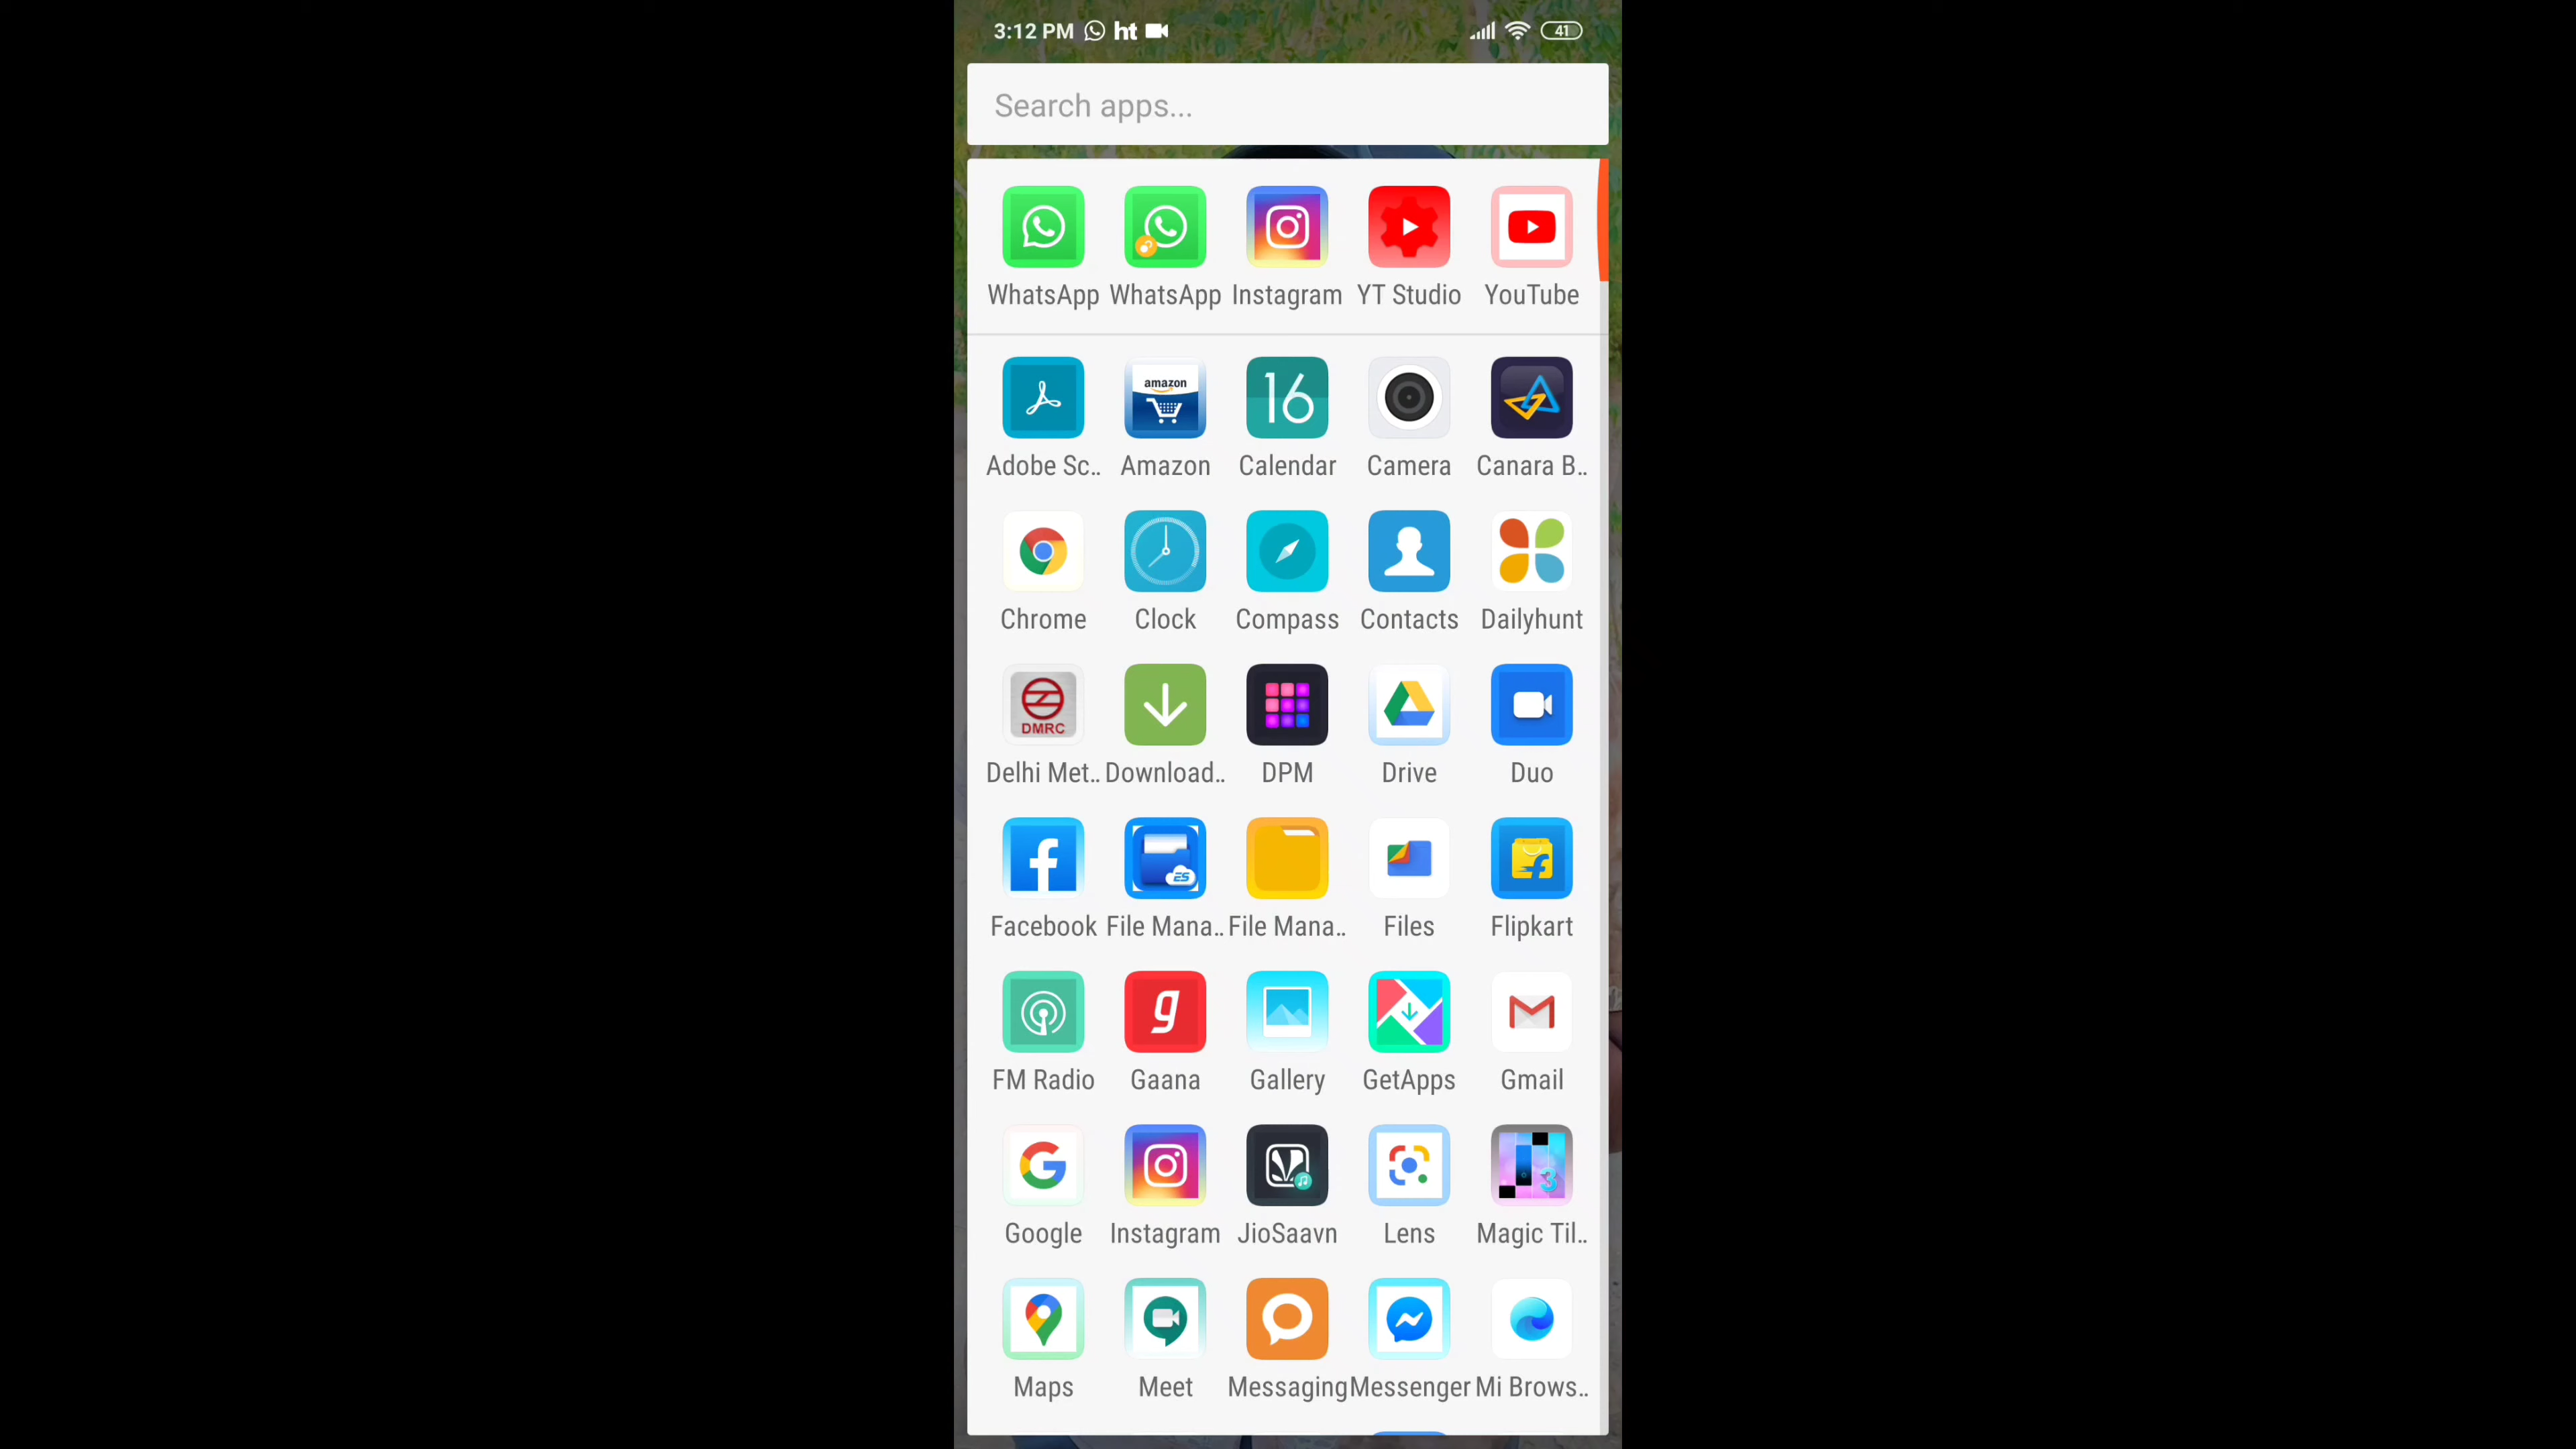 3:12 PM ht 41
Search apps...
WhatsApp WhatsApp Instagram YT Studio YouTube
amazon 16
Adobe Sc.. Amazon Calendar Camera Canara B..
Chrome Clock Compass Contacts Dailyhunt
DMRC
Delhi Met.. Download.. DPM Drive Duo
ES
Facebook File Mana.. File Mana.. Files Flipkart
FM Radio Gaana Gallery GetApps Gmail
3
Google Instagram JioSaavn Lens Magic Til..
Maps Meet Messaging Messenger Mi Brows..